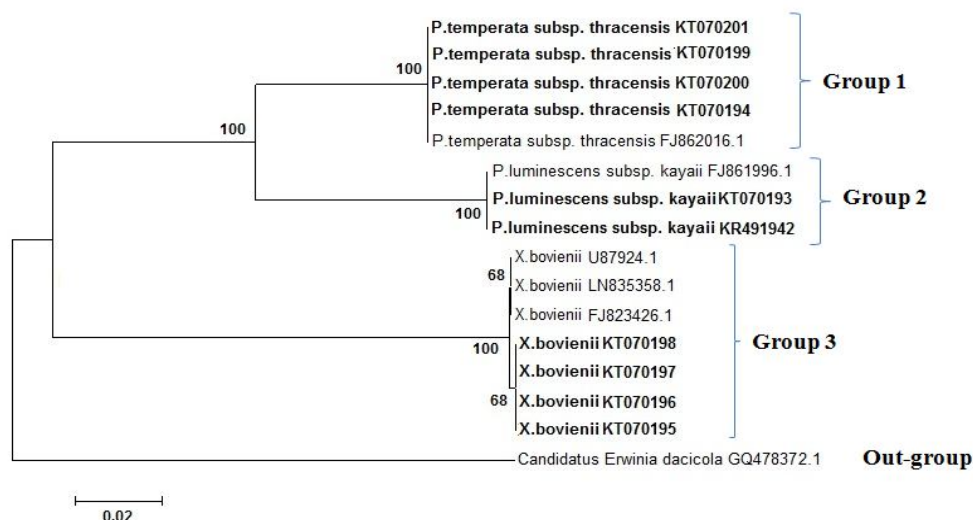 P.temperata subsp. thracensis KT070201
P.temperata subsp. thracensis KT070199
100
P.temperata subsp. thracensis KT070200
Group 1
P.temperata subsp. thracensis KT070194
100
P.temperata subsp. thracensis FJ862016.1
P.luminescens subsp. kayaii FJ861996.1
P.luminescens subsp. kayaii KT070193
Group 2
100
P.luminescens subsp. kayaii KR491942
X.bovienii U87924.1
68
X.bovienii LN835358.1
X.bovienii FJ823426.1
X.bovienii KT070198
Group 3
100
X.bovienii KT070197
68
X.bovienii KT070196
X.bovienii KT070195
Candidatus Erwinia dacicola GQ478372.1
Out-group
0.02